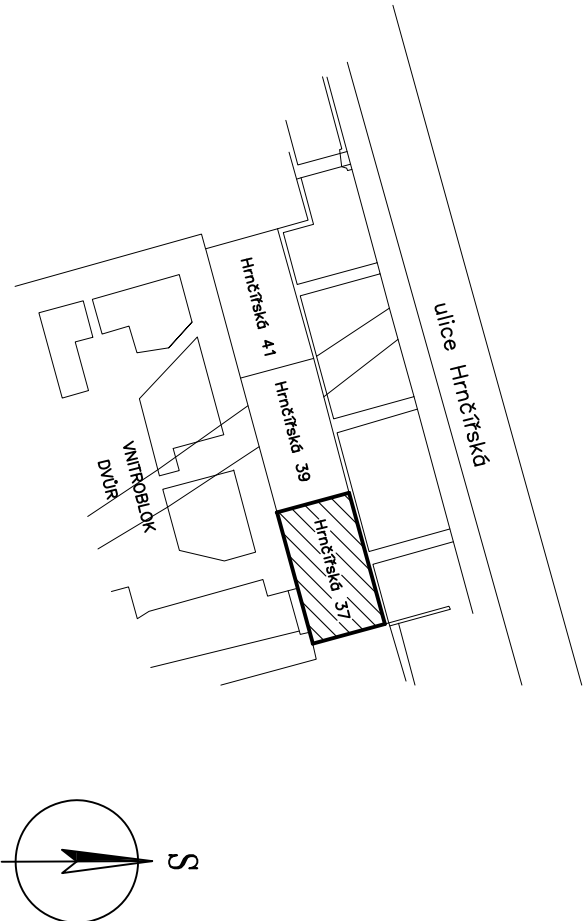 ulice Hrnčířská
Hrnčířská 41
Hrnčířská 39
Hrnčířská 37
VNITROBLOK
DVŮR
S